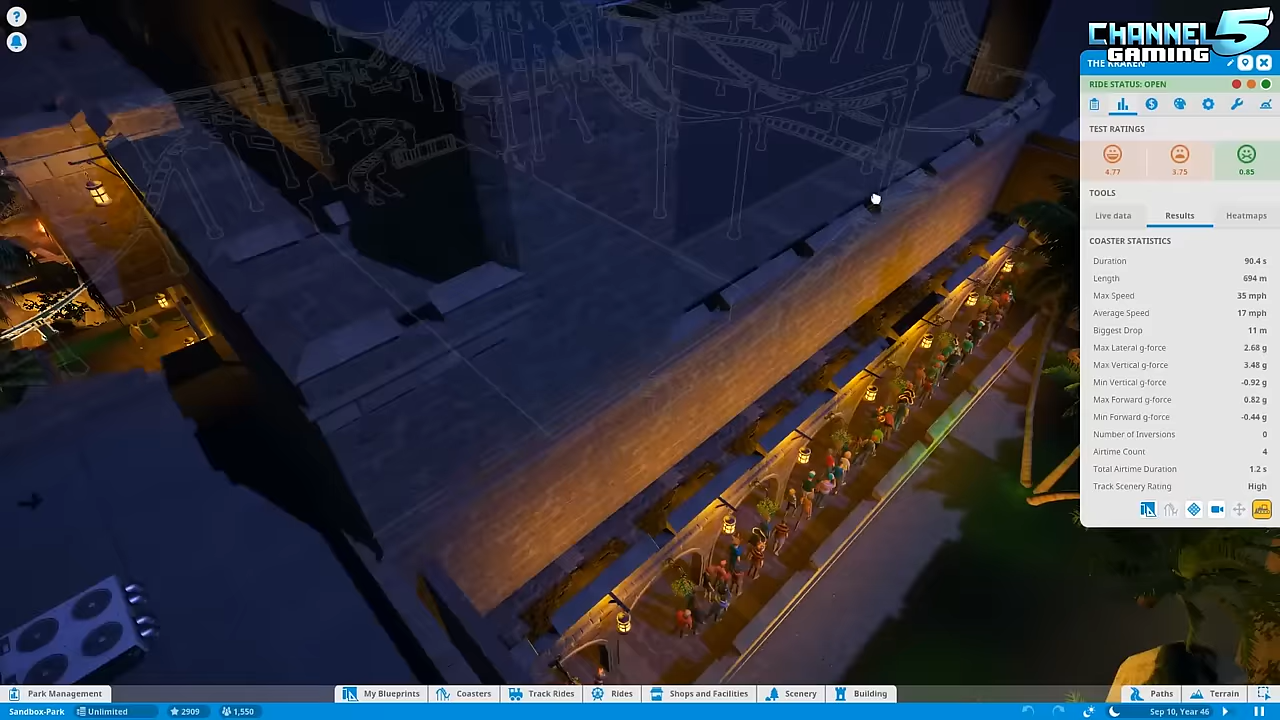 CHANNEL 5
GAMING
THE KRAKEN
RIDE STATUS: OPEN
TEST RATINGS
4.77 3.75 0.85
TOOLS
Live data Results Heatmaps
COASTER STATISTICS
Duration 90.4 s
Length 694 m
Max Speed 35 mph
Average Speed 17 mph
Biggest Drop 11 m
Max Lateral g-force 2.68 g
Max Vertical g-force 3.48 g
Min Vertical g-force -0.92 g
Max Forward g-force 0.82 g
Min Forward g-force -0.44 g
Number of Inversions 0
Airtime Count 4
Total Airtime Duration 1.2 s
Track Scenery Rating High
Park Management My Blueprints Coasters Track Rides Rides Shops and Facilities Scenery Building Paths Terrain
Sandbox-Park Unlimited 2909 1,550 Sep 10, Year 46